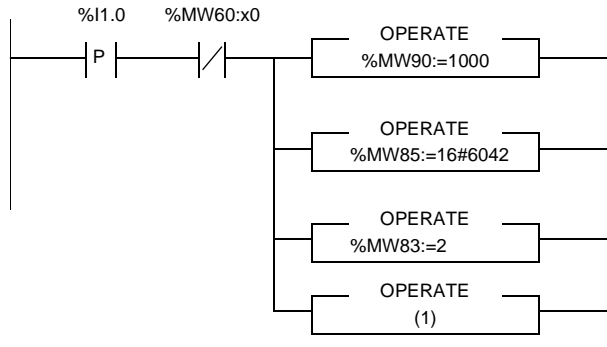 %I1.0 %MW60:x0
P
OPERATE
%MW90:=1000
OPERATE
%MW85:=16#6042
OPERATE
%MW83:=2
OPERATE
(1)